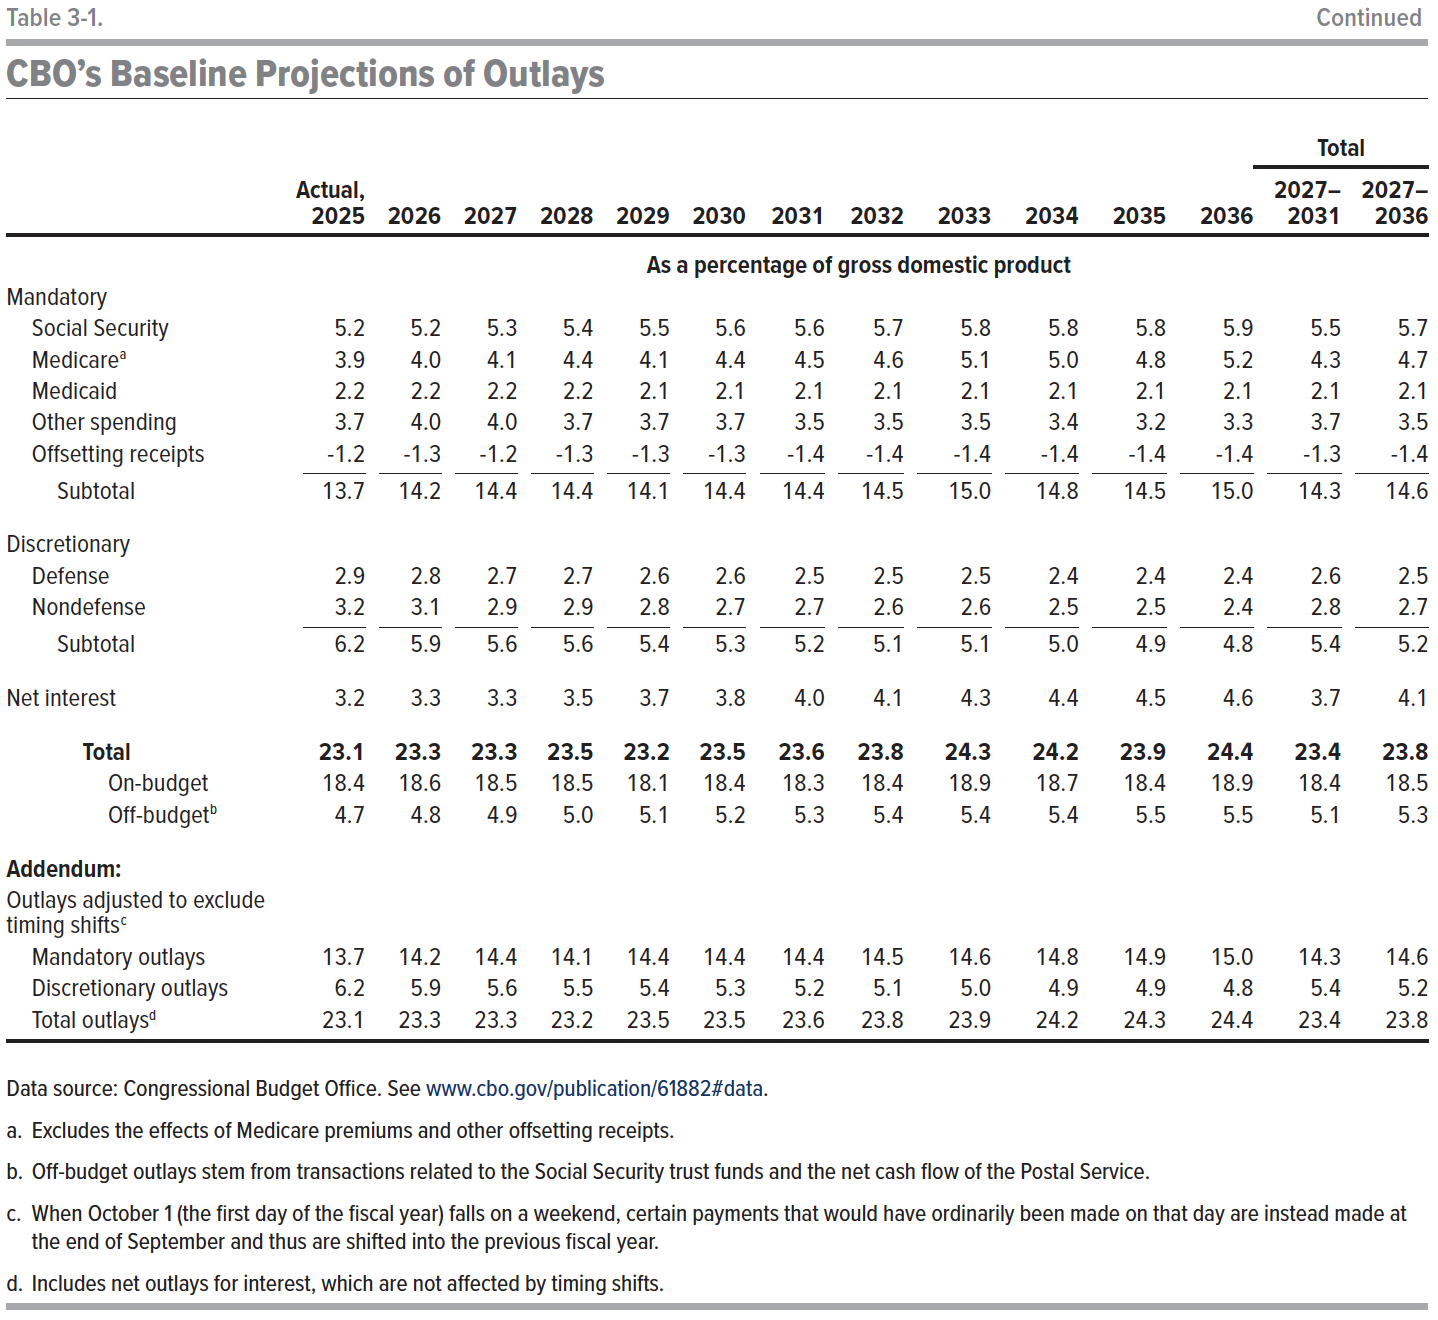 Table 3-1. Continued
CBO’s Baseline Projections of Outlays
Total
Actual, 2027– 2027–
2025 2026 2027 2028 2029 2030 2031 2032 2033 2034 2035 2036 2031 2036
As a percentage of gross domestic product
Mandatory
Social Security 5.2 5.2 5.3 5.4 5.5 5.6 5.6 5.7 5.8 5.8 5.8 5.9 5.5 5.7
Medicareᵃ 3.9 4.0 4.1 4.4 4.1 4.4 4.5 4.6 5.1 5.0 4.8 5.2 4.3 4.7
Medicaid 2.2 2.2 2.2 2.2 2.1 2.1 2.1 2.1 2.1 2.1 2.1 2.1 2.1 2.1
Other spending 3.7 4.0 4.0 3.7 3.7 3.7 3.5 3.5 3.5 3.4 3.2 3.3 3.7 3.5
Offsetting receipts -1.2 -1.3 -1.2 -1.3 -1.3 -1.3 -1.4 -1.4 -1.4 -1.4 -1.4 -1.4 -1.3 -1.4
Subtotal 13.7 14.2 14.4 14.4 14.1 14.4 14.4 14.5 15.0 14.8 14.5 15.0 14.3 14.6
Discretionary
Defense 2.9 2.8 2.7 2.7 2.6 2.6 2.5 2.5 2.5 2.4 2.4 2.4 2.6 2.5
Nondefense 3.2 3.1 2.9 2.9 2.8 2.7 2.7 2.6 2.6 2.5 2.5 2.4 2.8 2.7
Subtotal 6.2 5.9 5.6 5.6 5.4 5.3 5.2 5.1 5.1 5.0 4.9 4.8 5.4 5.2
Net interest 3.2 3.3 3.3 3.5 3.7 3.8 4.0 4.1 4.3 4.4 4.5 4.6 3.7 4.1
Total 23.1 23.3 23.3 23.5 23.2 23.5 23.6 23.8 24.3 24.2 23.9 24.4 23.4 23.8
On-budget 18.4 18.6 18.5 18.5 18.1 18.4 18.3 18.4 18.9 18.7 18.4 18.9 18.4 18.5
Off-budgetᵇ 4.7 4.8 4.9 5.0 5.1 5.2 5.3 5.4 5.4 5.4 5.5 5.5 5.1 5.3
Addendum:
Outlays adjusted to exclude
timing shiftsᶜ
Mandatory outlays 13.7 14.2 14.4 14.1 14.4 14.4 14.4 14.5 14.6 14.8 14.9 15.0 14.3 14.6
Discretionary outlays 6.2 5.9 5.6 5.5 5.4 5.3 5.2 5.1 5.0 4.9 4.9 4.8 5.4 5.2
Total outlaysᵈ 23.1 23.3 23.3 23.2 23.5 23.5 23.6 23.8 23.9 24.2 24.3 24.4 23.4 23.8
Data source: Congressional Budget Office. See www.cbo.gov/publication/61882#data.
a. Excludes the effects of Medicare premiums and other offsetting receipts.
b. Off-budget outlays stem from transactions related to the Social Security trust funds and the net cash flow of the Postal Service.
c. When October 1 (the first day of the fiscal year) falls on a weekend, certain payments that would have ordinarily been made on that day are instead made at
the end of September and thus are shifted into the previous fiscal year.
d. Includes net outlays for interest, which are not affected by timing shifts.